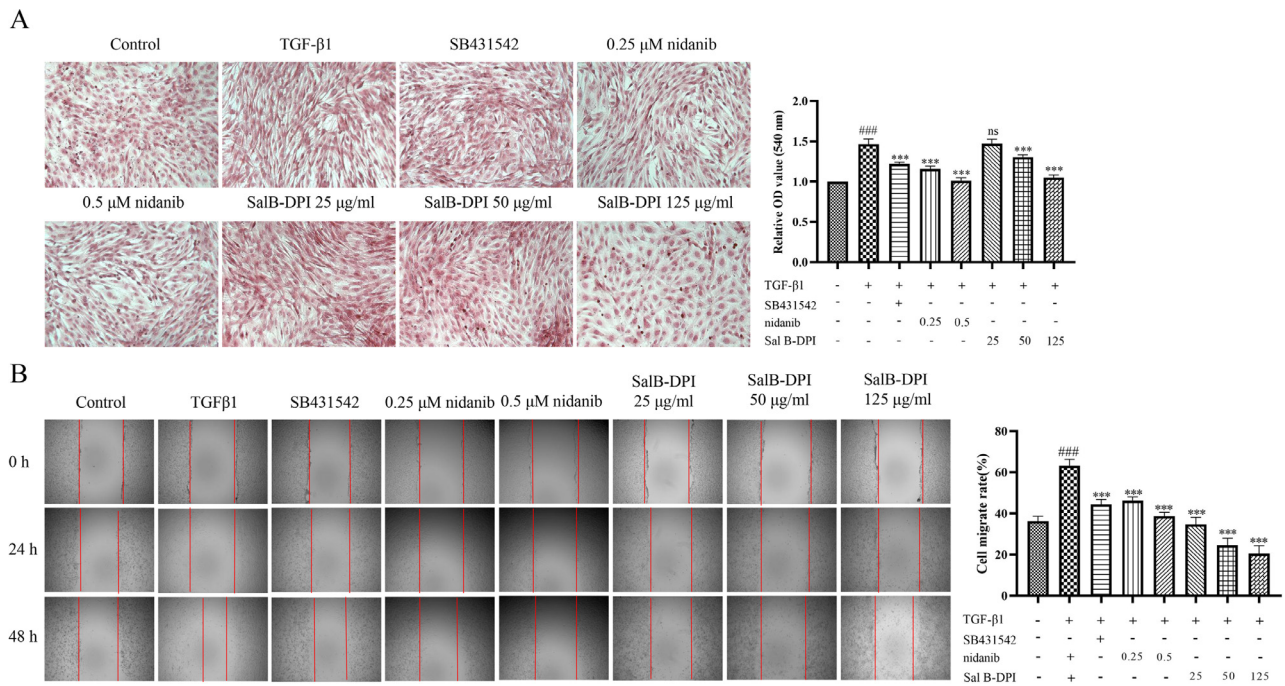 A
Control TGF-β1 SB431542 0.25 μM nidanib
0.5 μM nidanib SalB-DPI 25 μg/ml SalB-DPI 50 μg/ml SalB-DPI 125 μg/ml
Relative OD value (540 nm)
2.0
1.5
1.0
0.5
0.0
### *** *** *** ns *** ***
TGF-β1 - + + + + + + +
SB431542 - - + - - - - -
nidanib - - - 0.25 0.5 - - -
Sal B-DPI - - - - - 25 50 125
B
Control TGFβ1 SB431542 0.25 μM nidanib 0.5 μM nidanib SalB-DPI 25 μg/ml SalB-DPI 50 μg/ml SalB-DPI 125 μg/ml
0 h
24 h
48 h
Cell migrate rate(%)
80
60
40
20
0
### *** *** *** *** *** ***
TGF-β1 - + + + + + + +
SB431542 - - + - - - - -
nidanib - + - 0.25 0.5 - - -
Sal B-DPI - + - - - 25 50 125